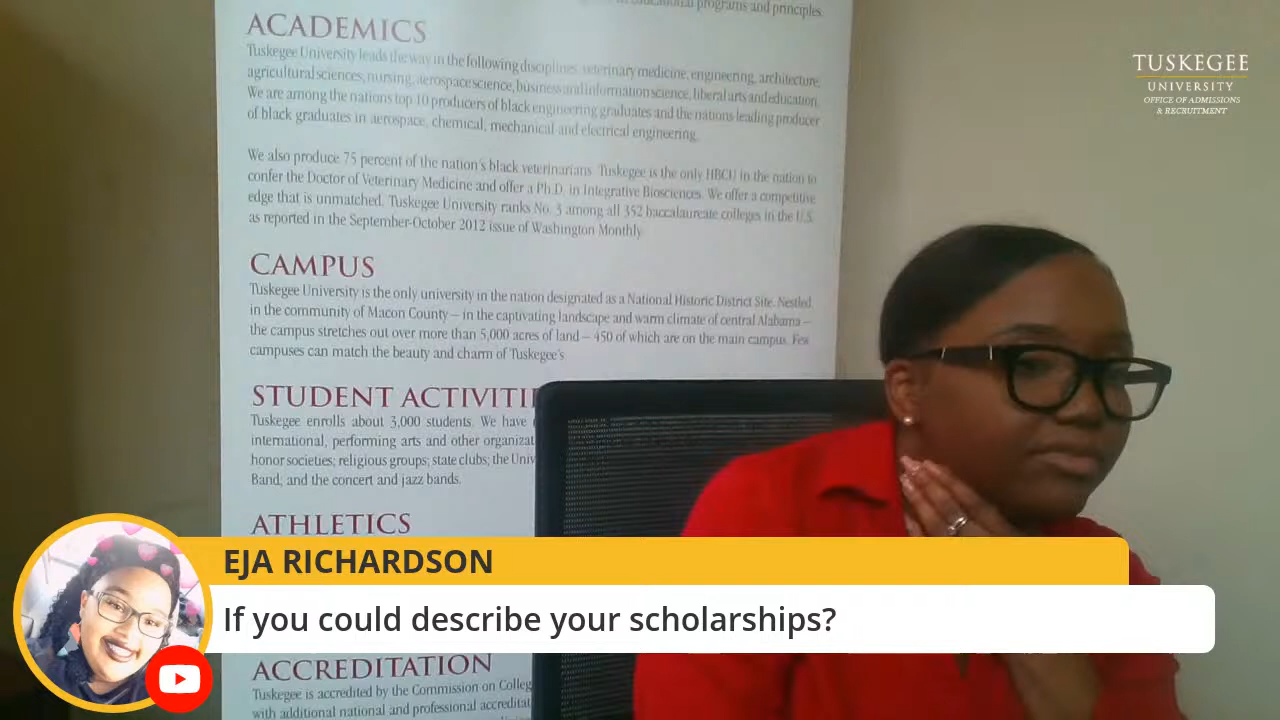 educational programs and principles.
ACADEMICS
Tuskegee University leads the way in the following disciplines: veterinary medicine, engineering, architecture,
agricultural sciences, nursing, aerospace science, business and information science, liberal arts and education.
We are among the nations top 10 producers of black engineering graduates and the nations leading producer
of black graduates in aerospace, chemical, mechanical and electrical engineering.
We also produce 75 percent of the nation's black veterinarians. Tuskegee is the only HBCU in the nation to
confer the Doctor of Veterinary Medicine and offer a Ph.D. in Integrative Biosciences. We offer a competitive
edge that is unmatched. Tuskegee University ranks No. 3 among all 352 baccalaureate colleges in the U.S.
as reported in the September-October 2012 issue of Washington Monthly.
CAMPUS
Tuskegee University is the only university in the nation designated as a National Historic District Site. Nestled
in the community of Macon County – in the captivating landscape and warm climate of central Alabama –
the campus stretches out over more than 5,000 acres of land – 450 of which are on the main campus. Few
campuses can match the beauty and charm of Tuskegee's
STUDENT ACTIVITI
Tuskegee enrolls about 3,000 students. We have
international, performing arts and other organizat
honor societies; religious groups; state clubs; the Univ
Band; and the concert and jazz bands.
ATHLETICS
ACCREDITATION
Tuskegee is accredited by the Commission on Colleg
with additional national and professional accreditat
TUSKEGEE
UNIVERSITY
OFFICE OF ADMISSIONS
& RECRUITMENT
EJA RICHARDSON
If you could describe your scholarships?